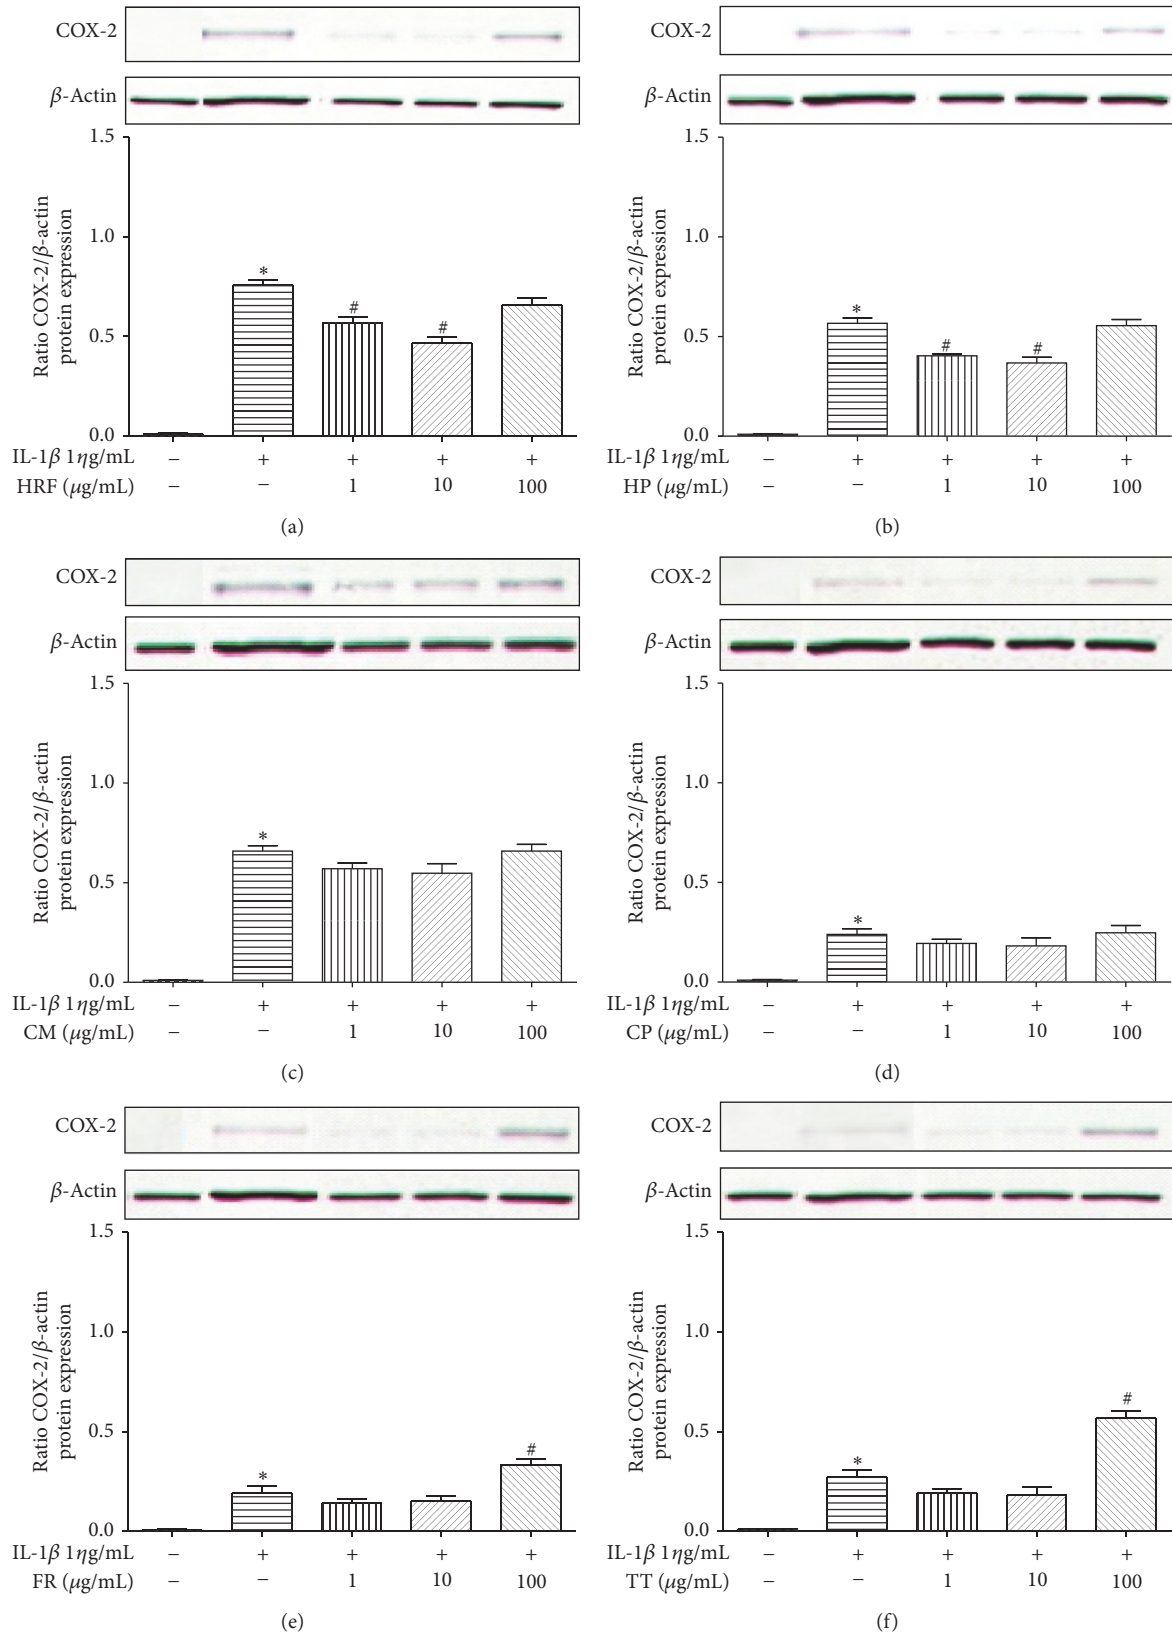 COX-2
β-Actin
1.5
1.0
0.5
0.0
Ratio COX-2/β-actin
protein expression
*
#
#
IL-1β 1ηg/mL – + + + +
HRF (μg/mL) – – 1 10 100
(a)
COX-2
β-Actin
1.5
1.0
0.5
0.0
Ratio COX-2/β-actin
protein expression
*
#
#
IL-1β 1ηg/mL – + + + +
HP (μg/mL) – – 1 10 100
(b)
COX-2
β-Actin
1.5
1.0
0.5
0.0
Ratio COX-2/β-actin
protein expression
*
IL-1β 1ηg/mL – + + + +
CM (μg/mL) – – 1 10 100
(c)
COX-2
β-Actin
1.5
1.0
0.5
0.0
Ratio COX-2/β-actin
protein expression
*
IL-1β 1ηg/mL – + + + +
CP (μg/mL) – – 1 10 100
(d)
COX-2
β-Actin
1.5
1.0
0.5
0.0
Ratio COX-2/β-actin
protein expression
*
#
IL-1β 1ηg/mL – + + + +
FR (μg/mL) – – 1 10 100
(e)
COX-2
β-Actin
1.5
1.0
0.5
0.0
Ratio COX-2/β-actin
protein expression
*
#
IL-1β 1ηg/mL – + + + +
TT (μg/mL) – – 1 10 100
(f)